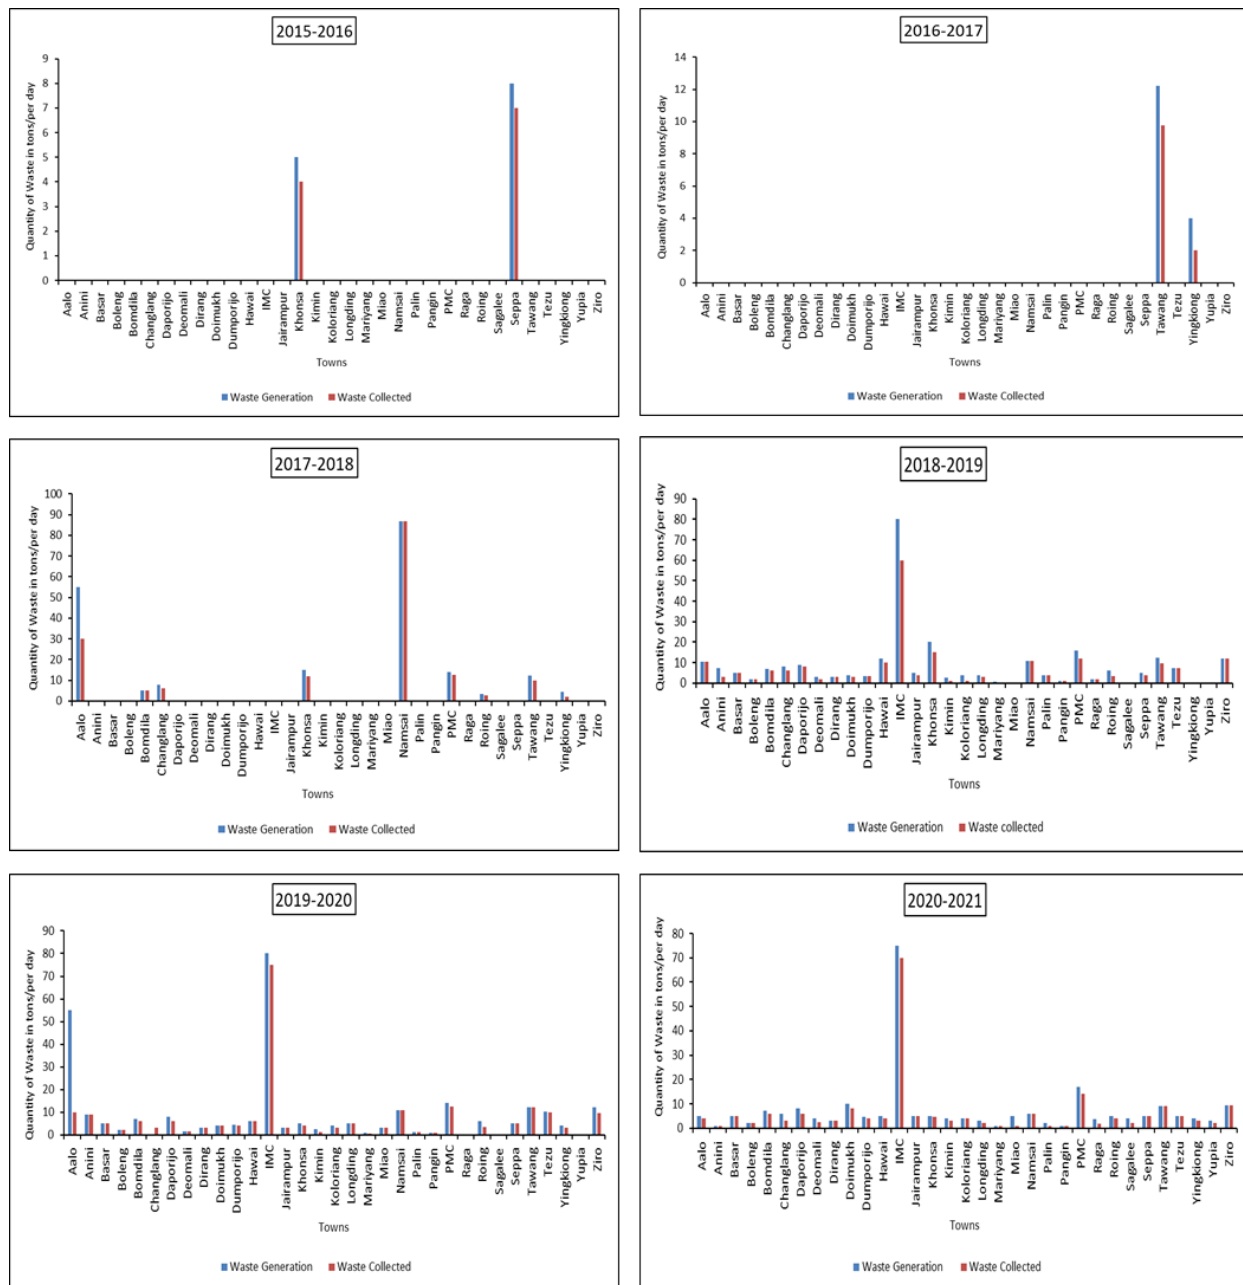 2015-2016
Quantity of Waste in tons/per day
9
8
7
6
5
4
3
2
1
0
Aalo
Anini
Basar
Boleng
Bomdila
Changlang
Daporijo
Deomali
Dirang
Doimukh
Dumporijo
Hawai
IMC
Jairampur
Khonsa
Kimin
Koloriang
Longding
Mariyang
Miao
Namsai
Palin
Pangin
PMC
Raga
Roing
Sagalee
Seppa
Tawang
Tezu
Yingkiong
Yupia
Ziro
Towns
Waste Generation Waste Collected
2016-2017
Quantity of Waste in tons/per day
14
12
10
8
6
4
2
0
Aalo
Anini
Basar
Boleng
Bomdila
Changlang
Daporijo
Deomali
Dirang
Doimukh
Dumporijo
Hawai
IMC
Jairampur
Khonsa
Kimin
Koloriang
Longding
Mariyang
Miao
Namsai
Palin
Pangin
PMC
Raga
Roing
Sagalee
Seppa
Tawang
Tezu
Yingkiong
Yupia
Ziro
Towns
Waste Generation Waste Collected
2017-2018
Quantity of Waste in tons/per day
100
90
80
70
60
50
40
30
20
10
0
Aalo
Anini
Basar
Boleng
Bomdila
Changlang
Daporijo
Deomali
Dirang
Doimukh
Dumporijo
Hawai
IMC
Jairampur
Khonsa
Kimin
Koloriang
Longding
Mariyang
Miao
Namsai
Palin
Pangin
PMC
Raga
Roing
Sagalee
Seppa
Tawang
Tezu
Yingkiong
Yupia
Ziro
Towns
Waste Generation Waste Collected
2018-2019
Quantity of Waste in tons/per day
90
80
70
60
50
40
30
20
10
0
Aalo
Anini
Basar
Boleng
Bomdila
Changlang
Daporijo
Deomali
Dirang
Doimukh
Dumporijo
Hawai
IMC
Jairampur
Khonsa
Kimin
Koloriang
Longding
Mariyang
Miao
Namsai
Palin
Pangin
PMC
Raga
Roing
Sagalee
Seppa
Tawang
Tezu
Yingkiong
Yupia
Ziro
Towns
Waste Generation Waste collected
2019-2020
Quantity of Waste in tons/per day
90
80
70
60
50
40
30
20
10
0
Aalo
Anini
Basar
Boleng
Bomdila
Changlang
Daporijo
Deomali
Dirang
Doimukh
Dumporijo
Hawai
IMC
Jairampur
Khonsa
Kimin
Koloriang
Longding
Mariyang
Miao
Namsai
Palin
Pangin
PMC
Raga
Roing
Sagalee
Seppa
Tawang
Tezu
Yingkiong
Yupia
Ziro
Towns
Waste Generation Waste Collected
2020-2021
Quantity of Waste in tons/per day
80
70
60
50
40
30
20
10
0
Aalo
Anini
Basar
Boleng
Bomdila
Changlang
Daporijo
Deomali
Dirang
Doimukh
Dumporijo
Hawai
IMC
Jairampur
Khonsa
Kimin
Koloriang
Longding
Mariyang
Miao
Namsai
Palin
Pangin
PMC
Raga
Roing
Sagalee
Seppa
Tawang
Tezu
Yingkiong
Yupia
Ziro
Towns
Waste Generation Waste Collected